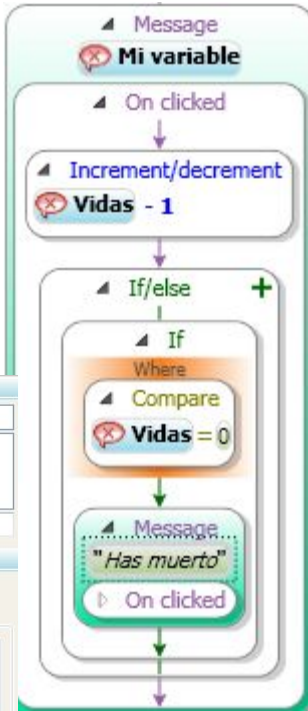 Message
Mi variable
On clicked
Increment/decrement
Vidas - 1
If/else
If
Where
Compare
Vidas = 0
Message
"Has muerto"
On clicked